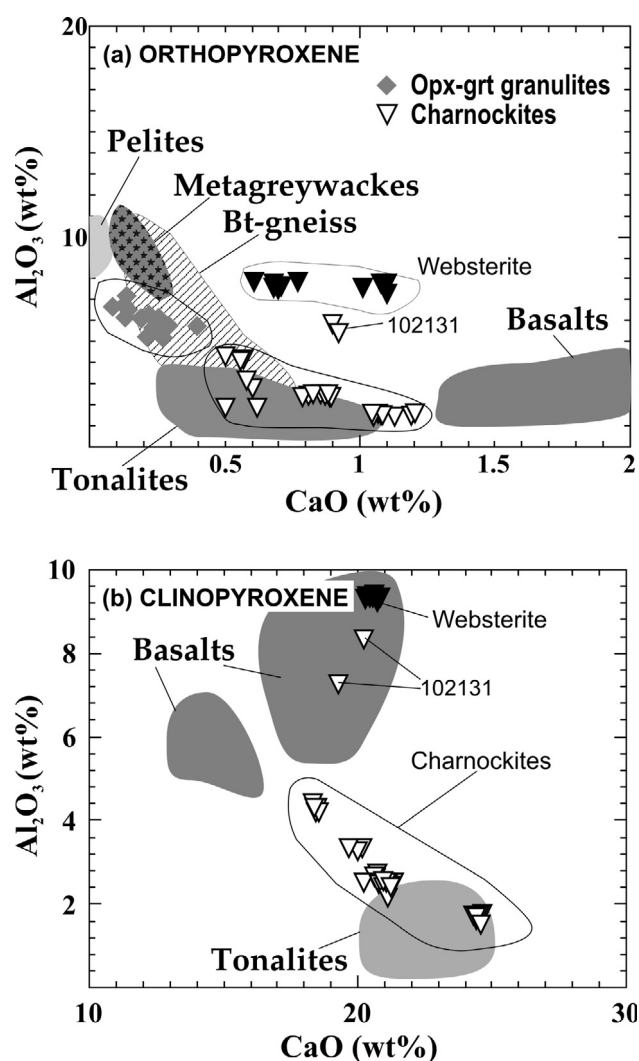 20
(a) ORTHOPYROXENE
Opx-grt granulites
Charnockites
Pelites
Metagreywackes
Bt-gneiss
10
Websterite
102131
Basalts
Al₂O₃ (wt%)
Tonalites
0.5
1
1.5
2
CaO (wt%)
10
(b) CLINOPYROXENE
Websterite
Basalts
8
102131
6
Charnockites
Al₂O₃ (wt%)
4
2
Tonalites
10
20
30
CaO (wt%)